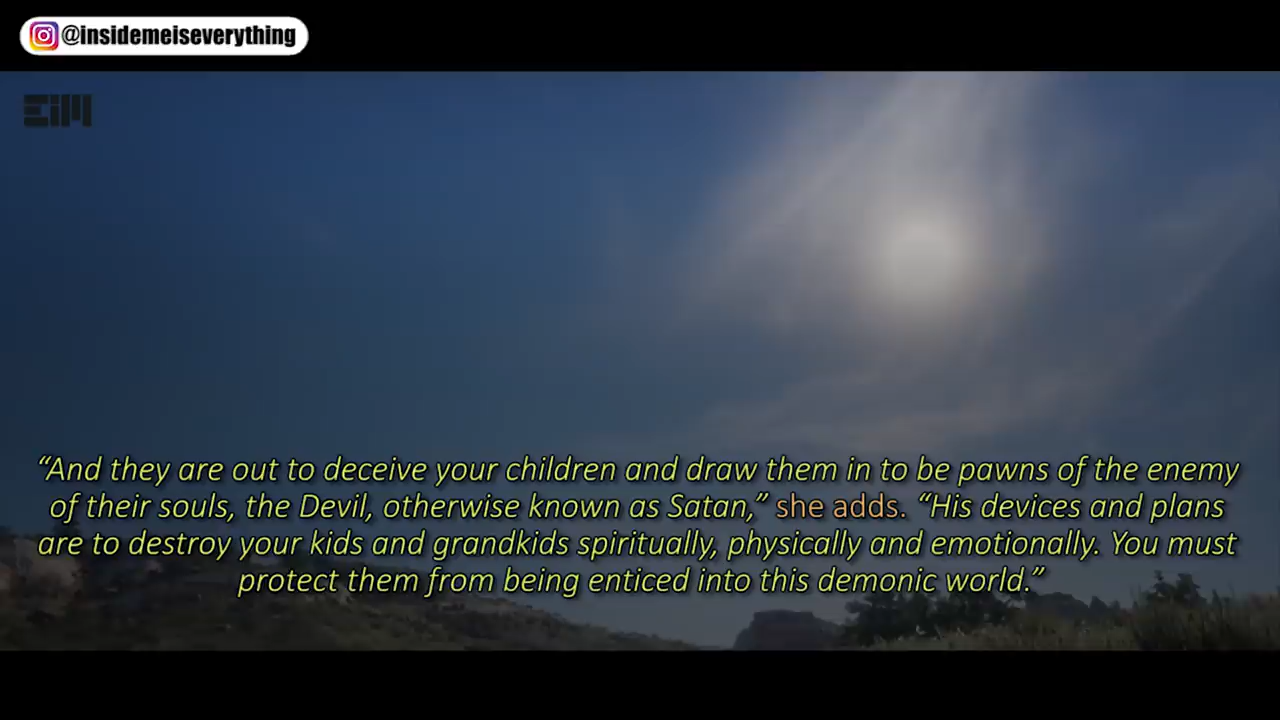 @insidemeiseverything
EIM
“And they are out to deceive your children and draw them in to be pawns of the enemy
of their souls, the Devil, otherwise known as Satan,” she adds. “His devices and plans
are to destroy your kids and grandkids spiritually, physically and emotionally. You must
protect them from being enticed into this demonic world.”